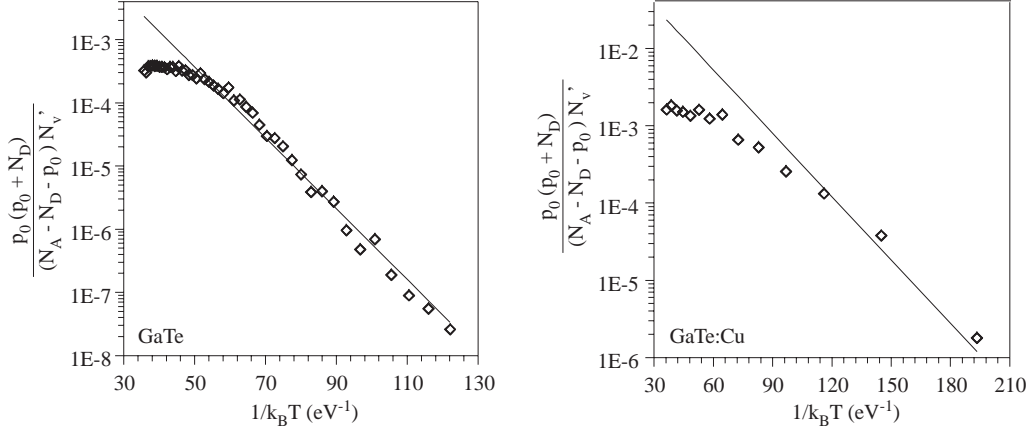 1E-3
1E-4
1E-5
1E-6
1E-7
1E-8
p0 (p0 + ND)
(NA - ND - p0) Nv'
GaTe
30 50 70 90 110 130
1/kBT (eV-1)
1E-2
1E-3
1E-4
1E-5
1E-6
p0 (p0 + ND)
(NA - ND - p0) Nv'
GaTe:Cu
30 60 90 120 150 180 210
1/kBT (eV-1)